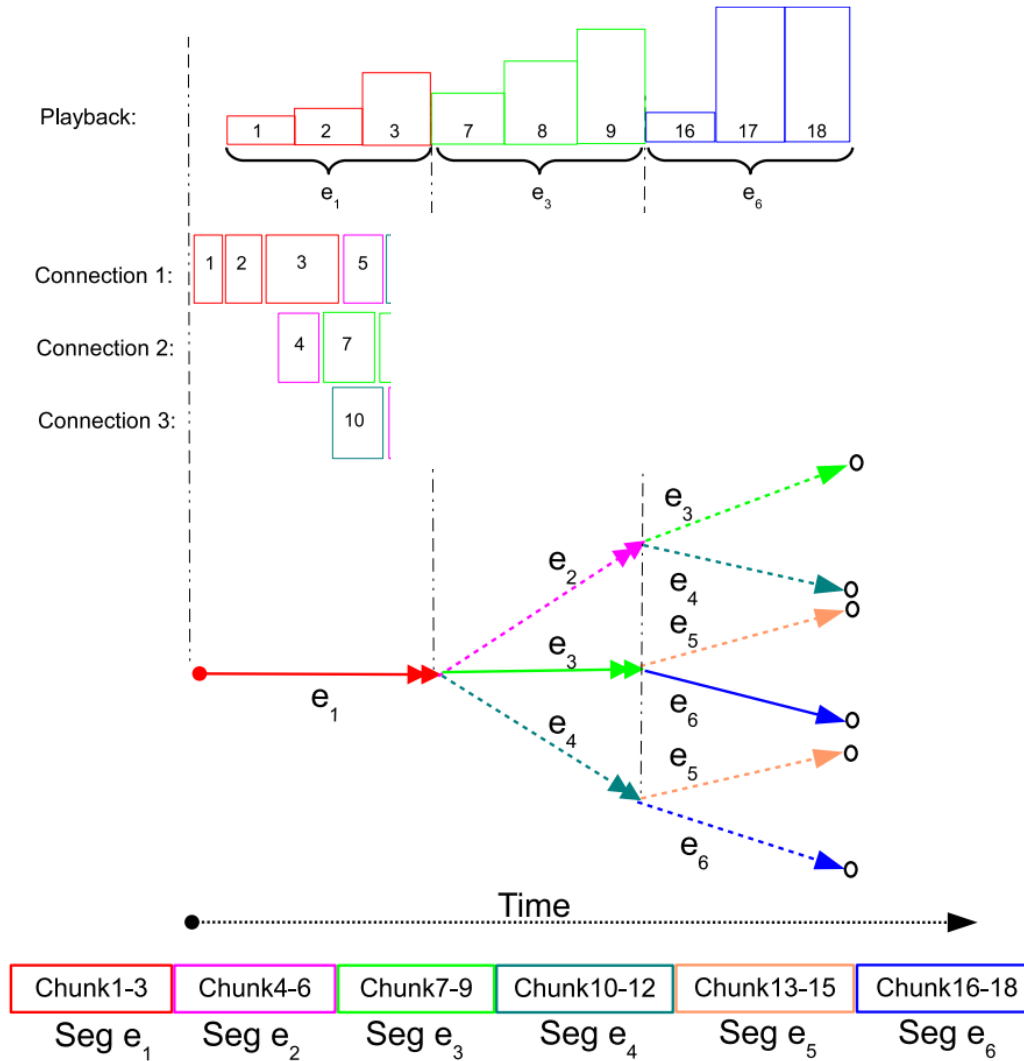 Playback:
1 2 3 7 8 9 16 17 18
e1 e3 e6
Connection 1: 1 2 3 5
Connection 2: 4 7
Connection 3: 10
e3
e2
e4
e5
e3
e1
e6
e4
e5
e6
Time
Chunk1-3 Chunk4-6 Chunk7-9 Chunk10-12 Chunk13-15 Chunk16-18
Seg e1 Seg e2 Seg e3 Seg e4 Seg e5 Seg e6